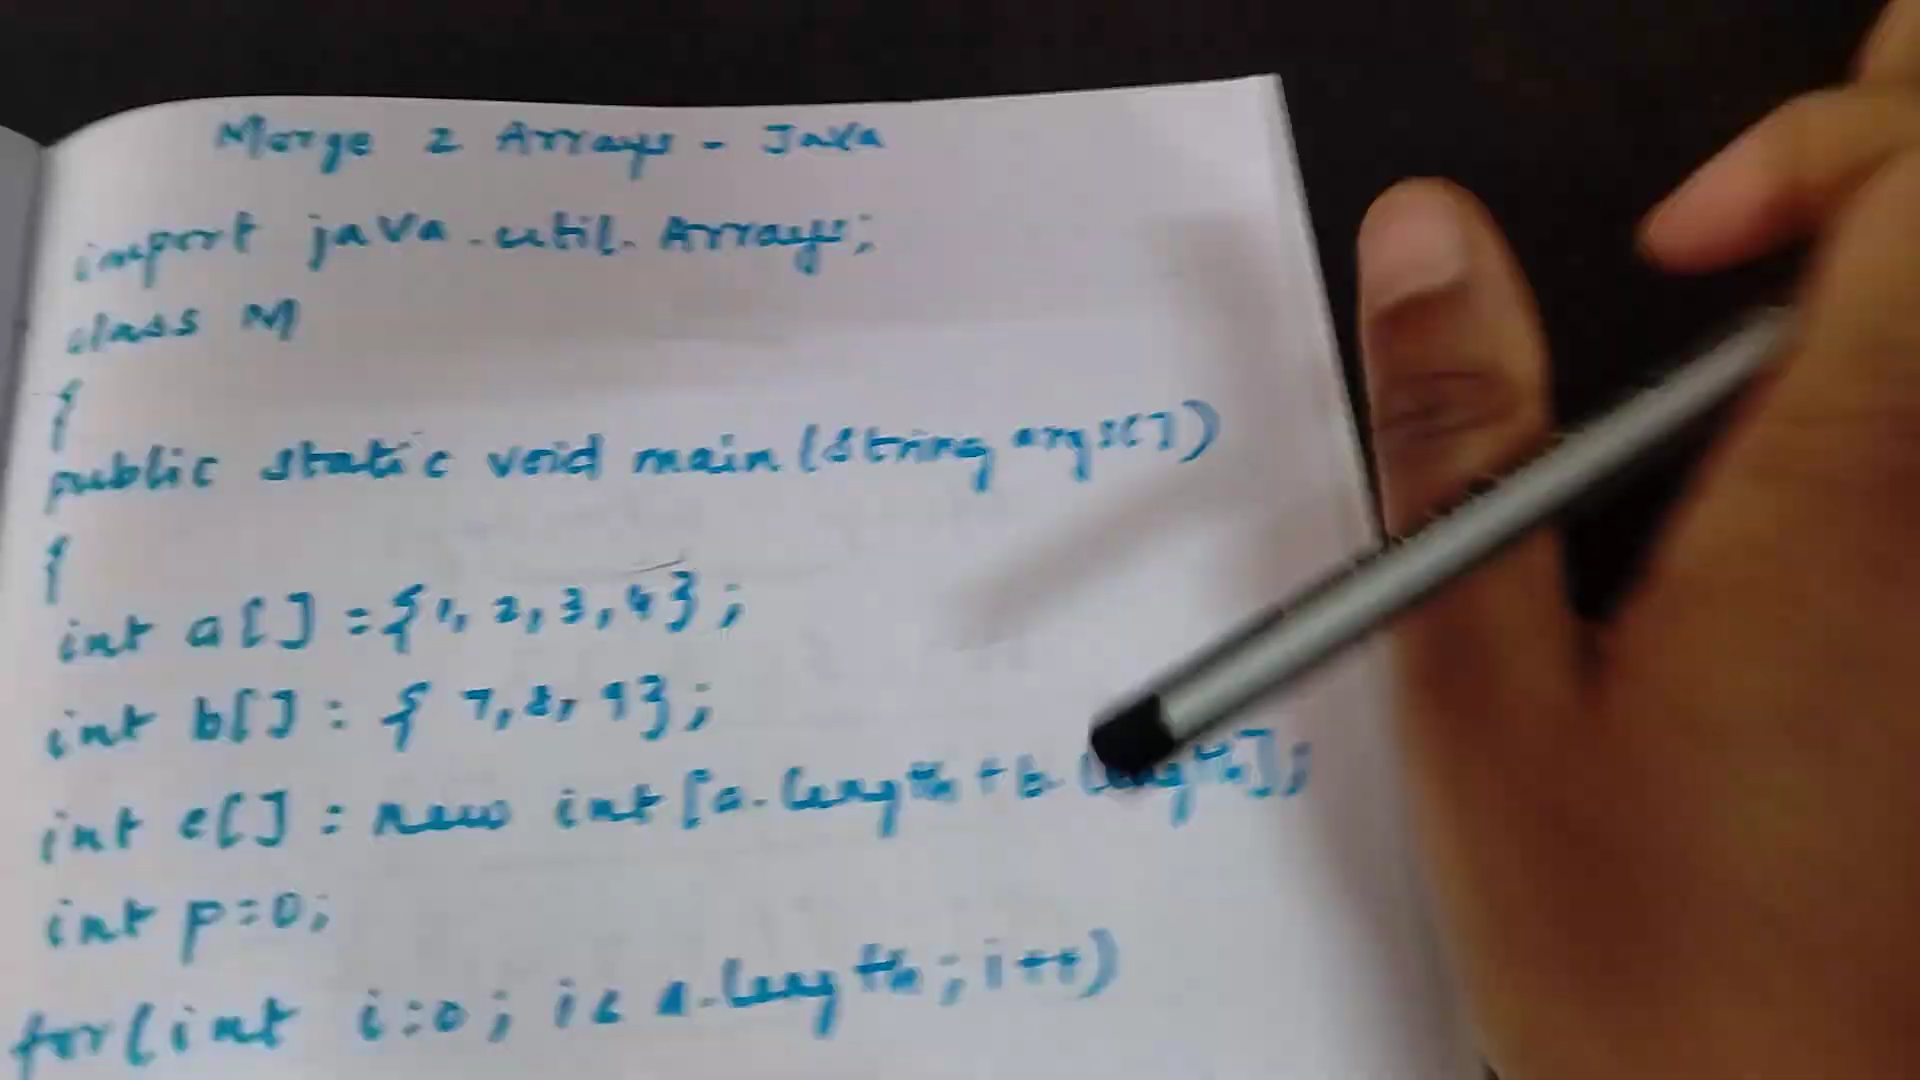 Merge 2 Arrays - Java
import java.util.Arrays;
class M
{
public static void main(String args[])
{
int a[] = {1, 2, 3, 4};
int b[] = { 7, 8, 9};
int c[] = new int [a.length + b.length];
int p=0;
for(int i=0; i< a.length; i++)